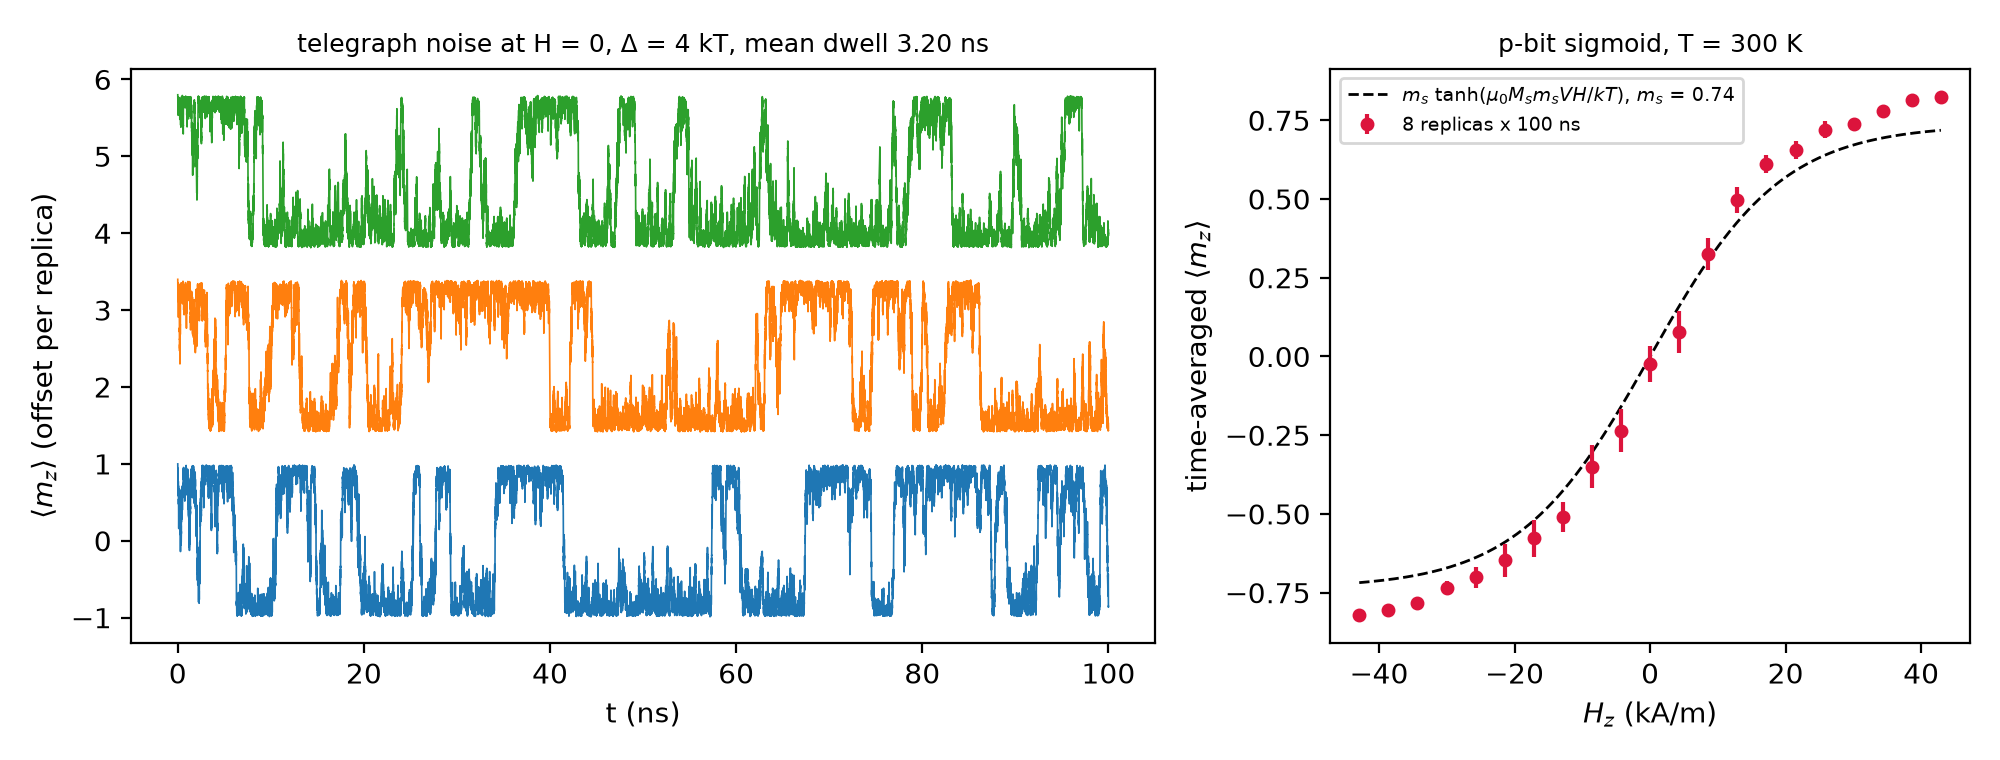 telegraph noise at H = 0, Δ = 4 kT, mean dwell 3.20 ns
⟨m_z⟩ (offset per replica)
6
5
4
3
2
1
0
−1
0 20 40 60 80 100
t (ns)
p-bit sigmoid, T = 300 K
m_s tanh(μ₀M_sm_sVH/kT), m_s = 0.74
8 replicas x 100 ns
time-averaged ⟨m_z⟩
0.75
0.50
0.25
0.00
−0.25
−0.50
−0.75
−40 −20 0 20 40
H_z (kA/m)